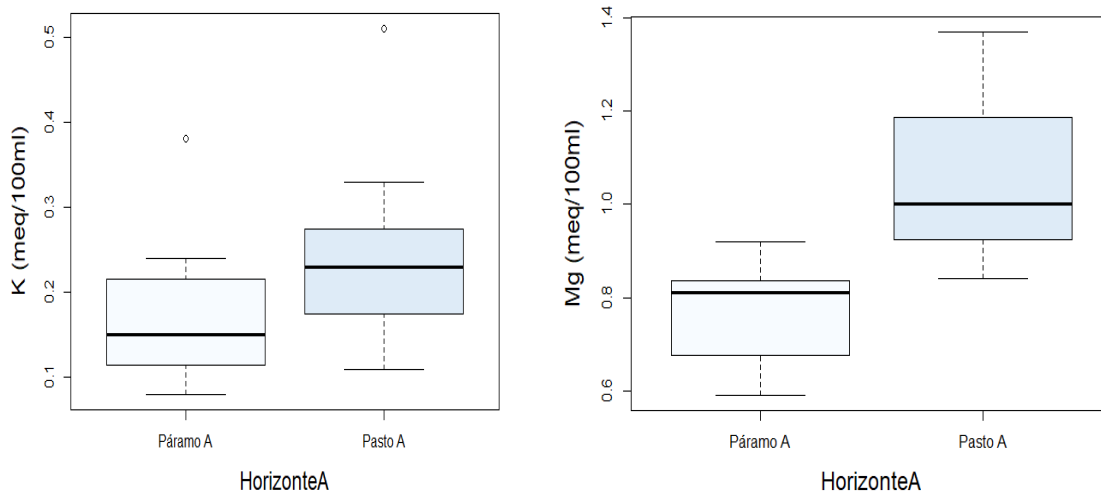 K (meq/100ml)
0.5
0.4
0.3
0.2
0.1
Páramo A
Pasto A
HorizonteA
Mg (meq/100ml)
1.4
1.2
1.0
0.8
0.6
Páramo A
Pasto A
HorizonteA